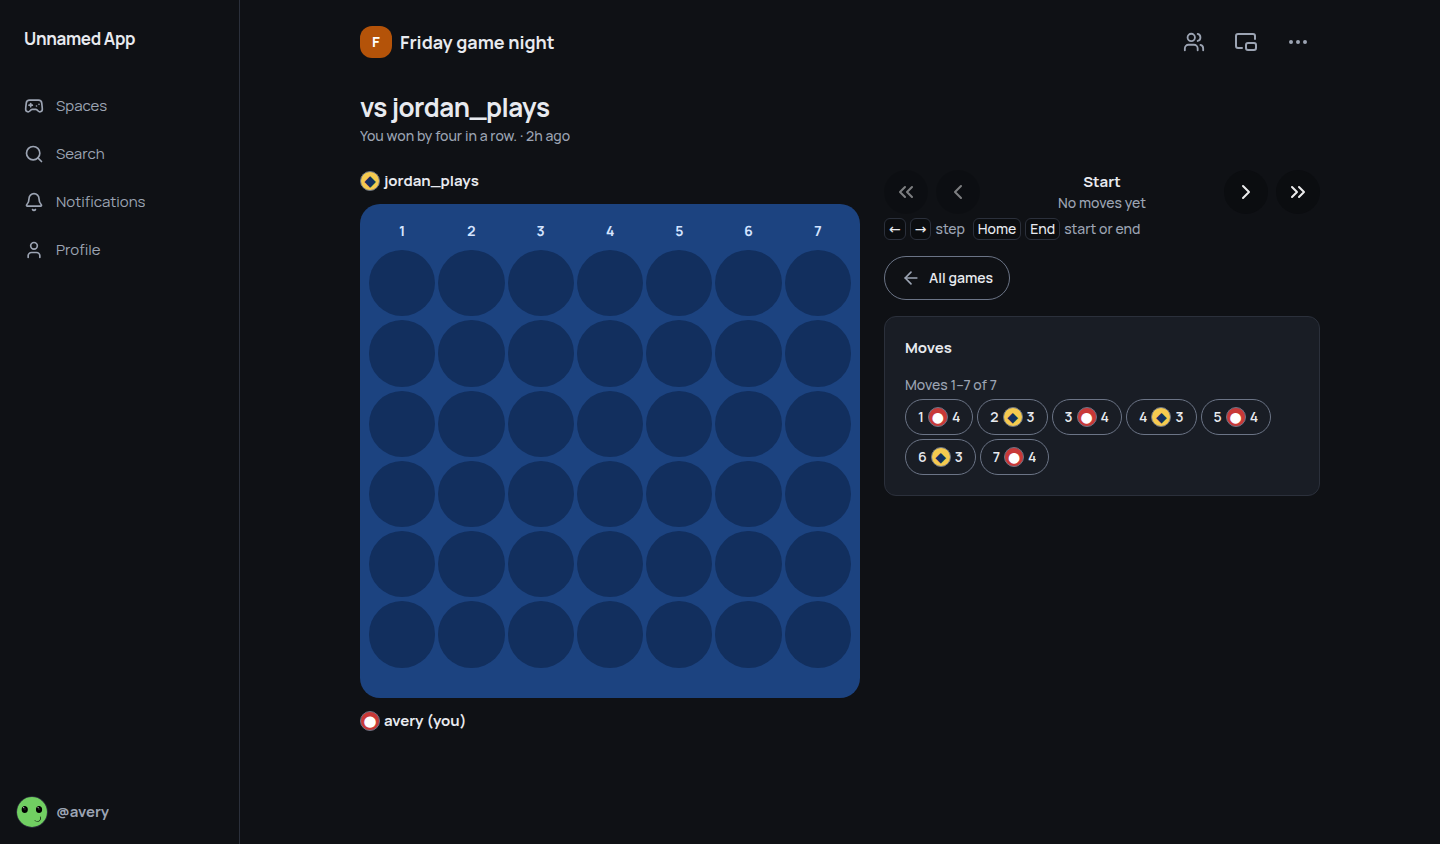 Unnamed App
Spaces
Search
Notifications
Profile
@avery
F Friday game night
vs jordan_plays
You won by four in a row. · 2h ago
jordan_plays
1 2 3 4 5 6 7
avery (you)
Start
No moves yet
← → step Home End start or end
All games
Moves
Moves 1–7 of 7
1 4 2 3 3 4 4 3 5 4
6 3 7 4